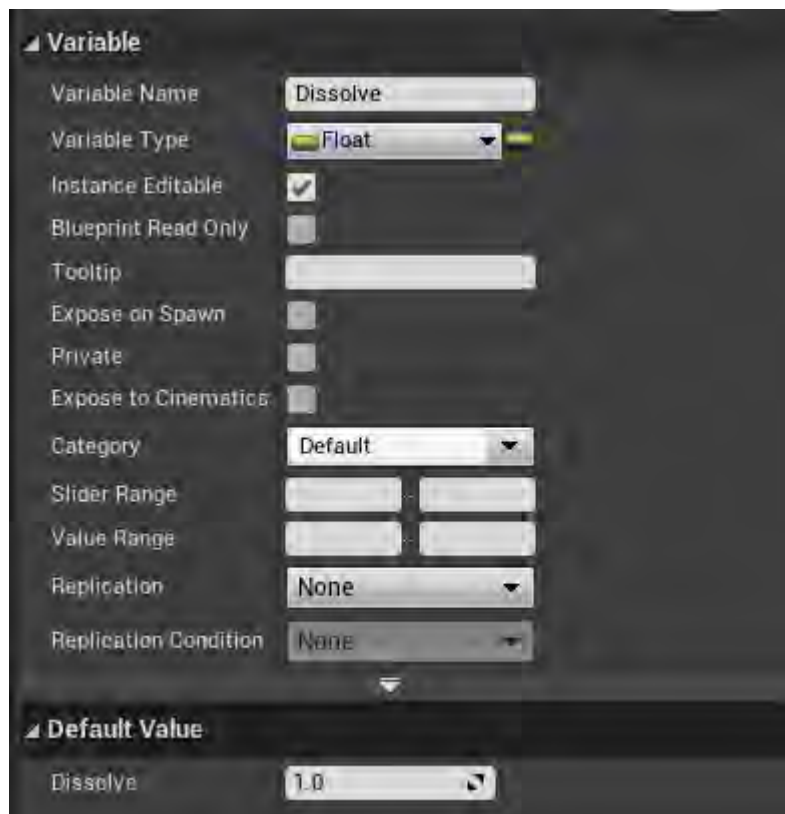 Variable
Variable Name Dissolve
Variable Type Float
Instance Editable
Blueprint Read Only
Tooltip
Expose on Spawn
Private
Expose to Cinematics
Category Default
Slider Range
Value Range
Replication None
Replication Condition None
Default Value
Dissolve 1.0